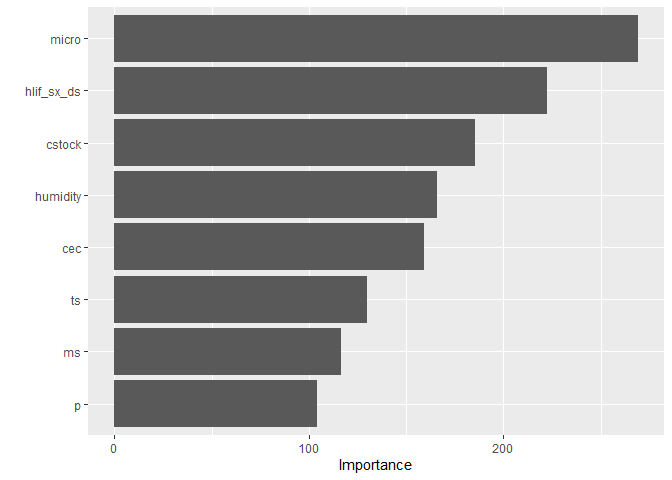 micro
hlif_sx_ds
cstock
humidity
cec
ts
ms
p
0 100 200
Importance